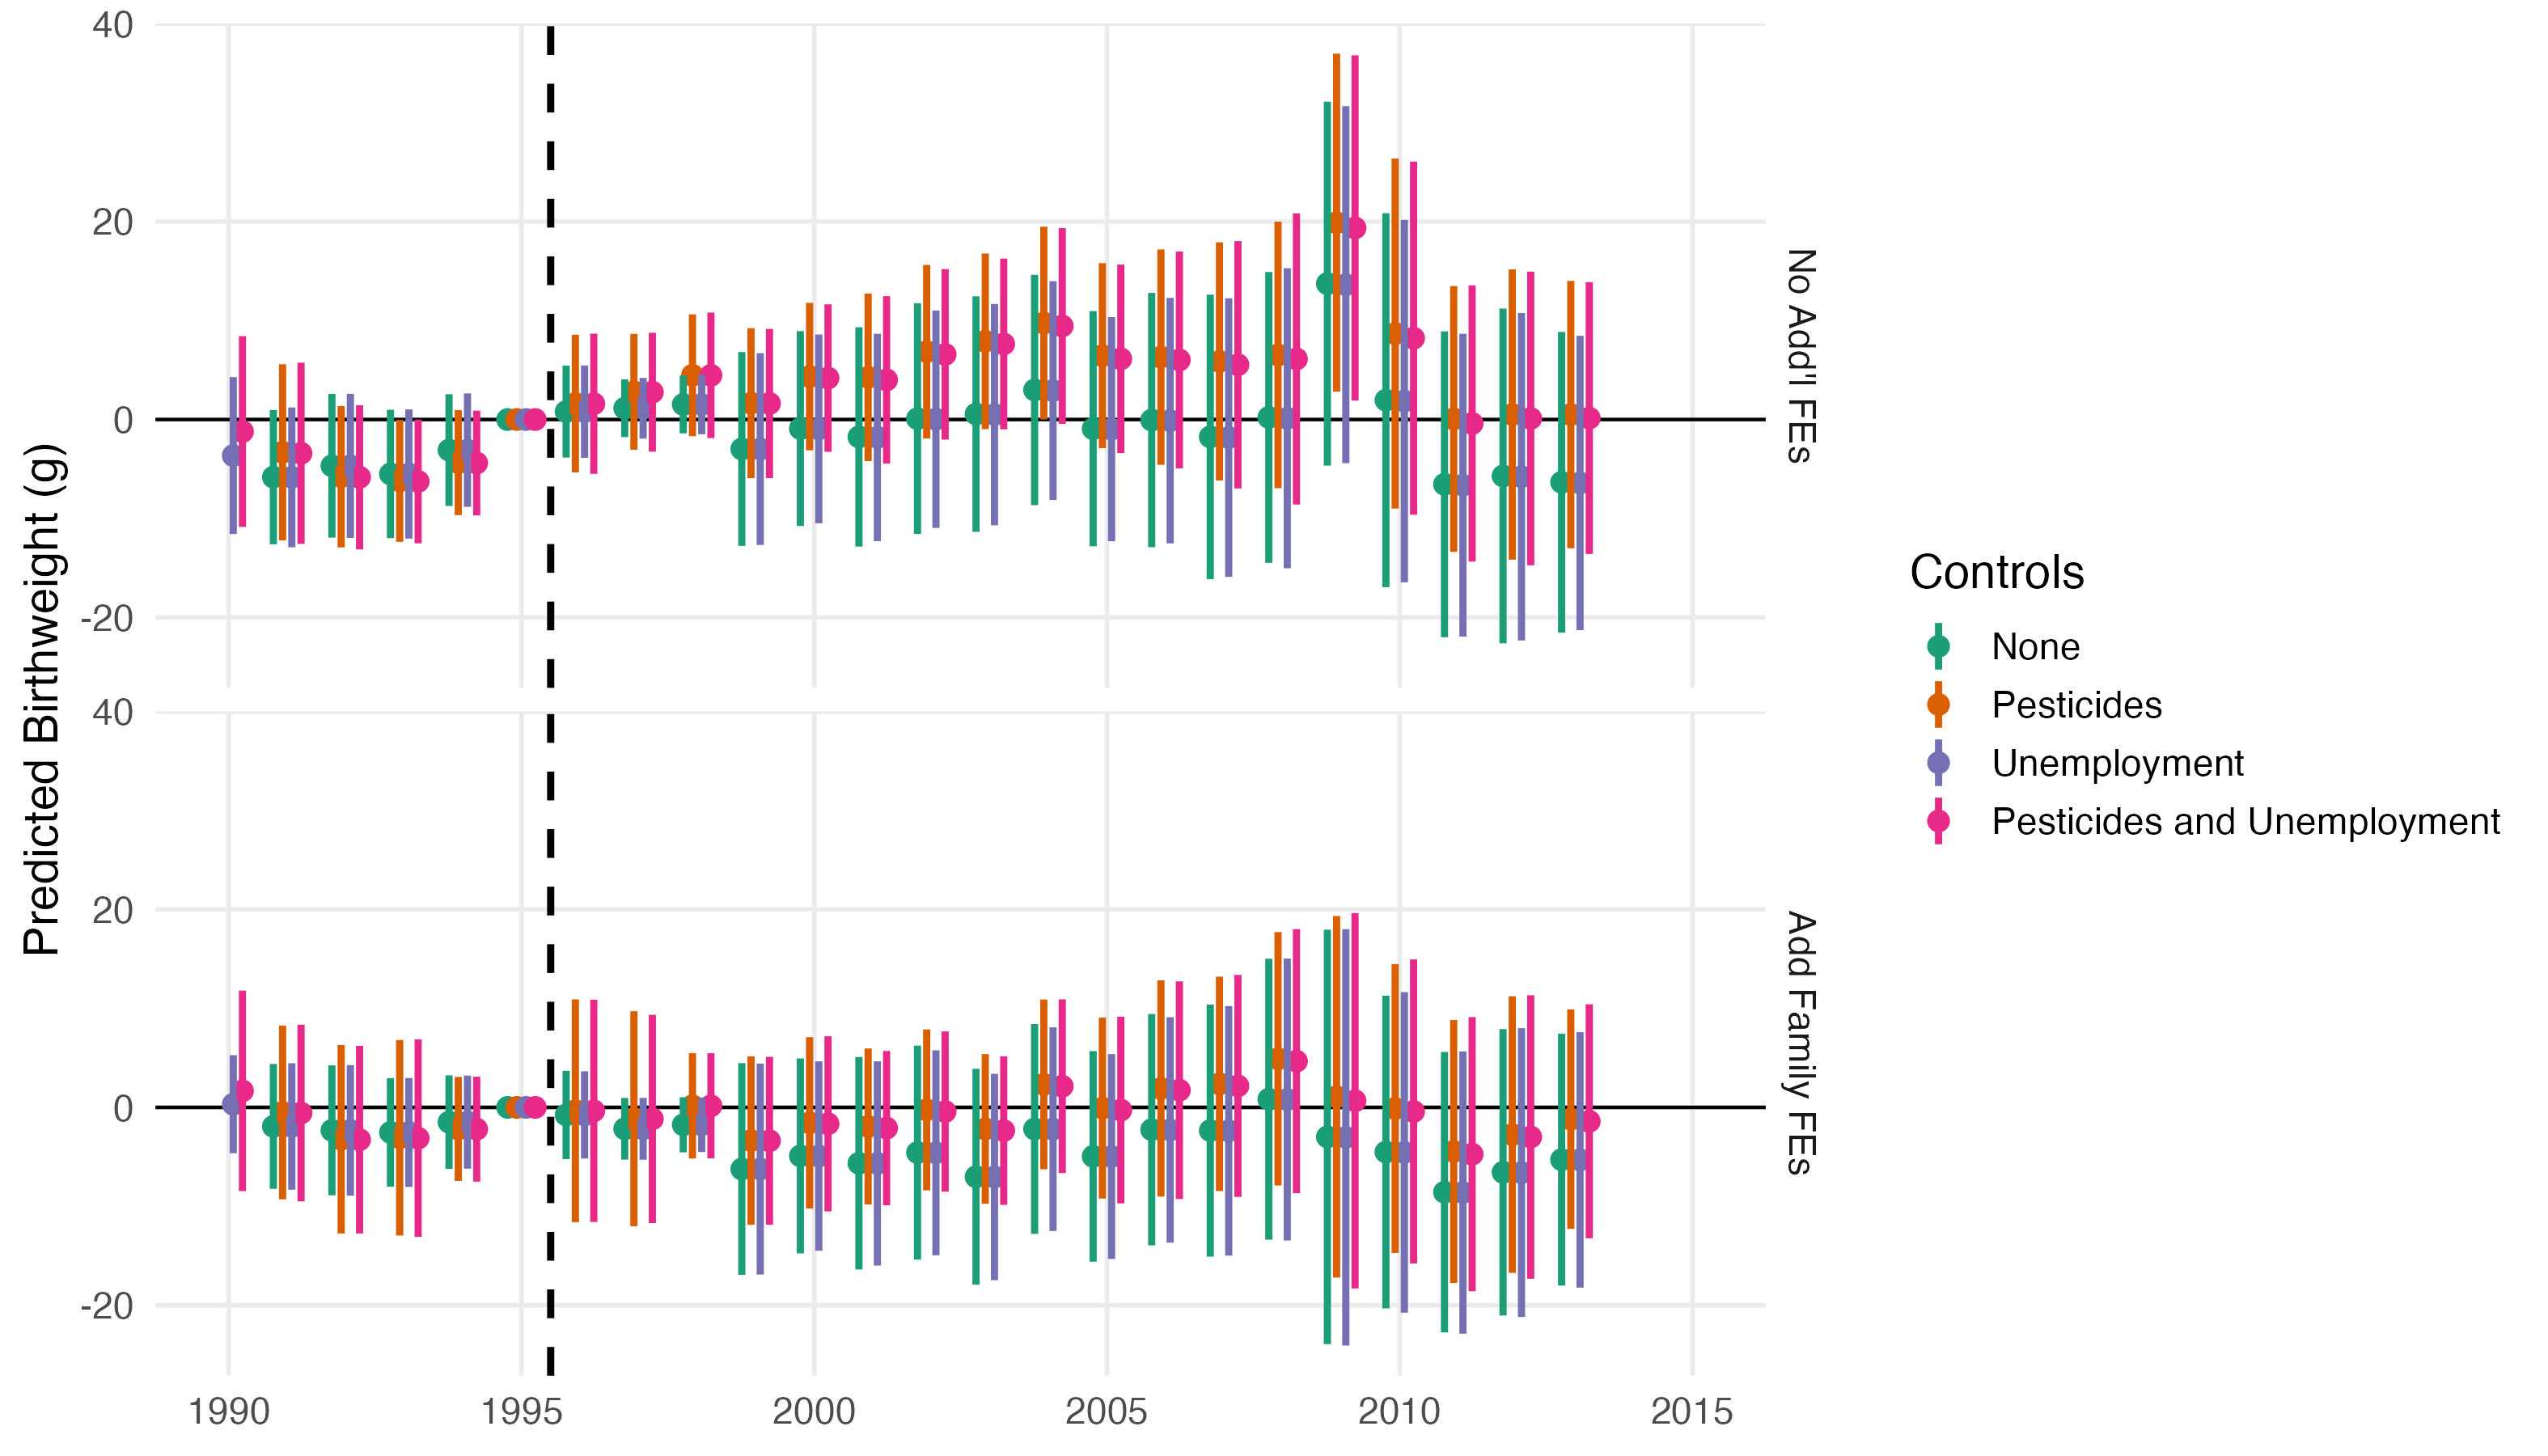 Predicted Birthweight (g)
40
20
0
-20
No Add'l FEs
40
20
0
-20
Add Family FEs
1990 1995 2000 2005 2010 2015
Controls
None
Pesticides
Unemployment
Pesticides and Unemployment